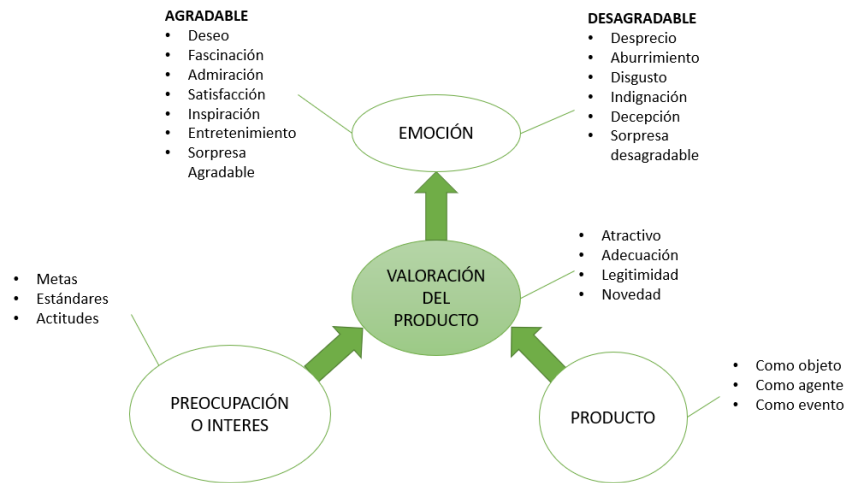 AGRADABLE
• Deseo
• Fascinación
• Admiración
• Satisfacción
• Inspiración
• Entretenimiento
• Sorpresa
Agradable
DESAGRADABLE
• Desprecio
• Aburrimiento
• Disgusto
• Indignación
• Decepción
• Sorpresa
desagradable
EMOCIÓN
• Atractivo
• Adecuación
• Legitimidad
• Novedad
VALORACIÓN
DEL
PRODUCTO
• Metas
• Estándares
• Actitudes
PREOCUPACIÓN
O INTERES
PRODUCTO
• Como objeto
• Como agente
• Como evento